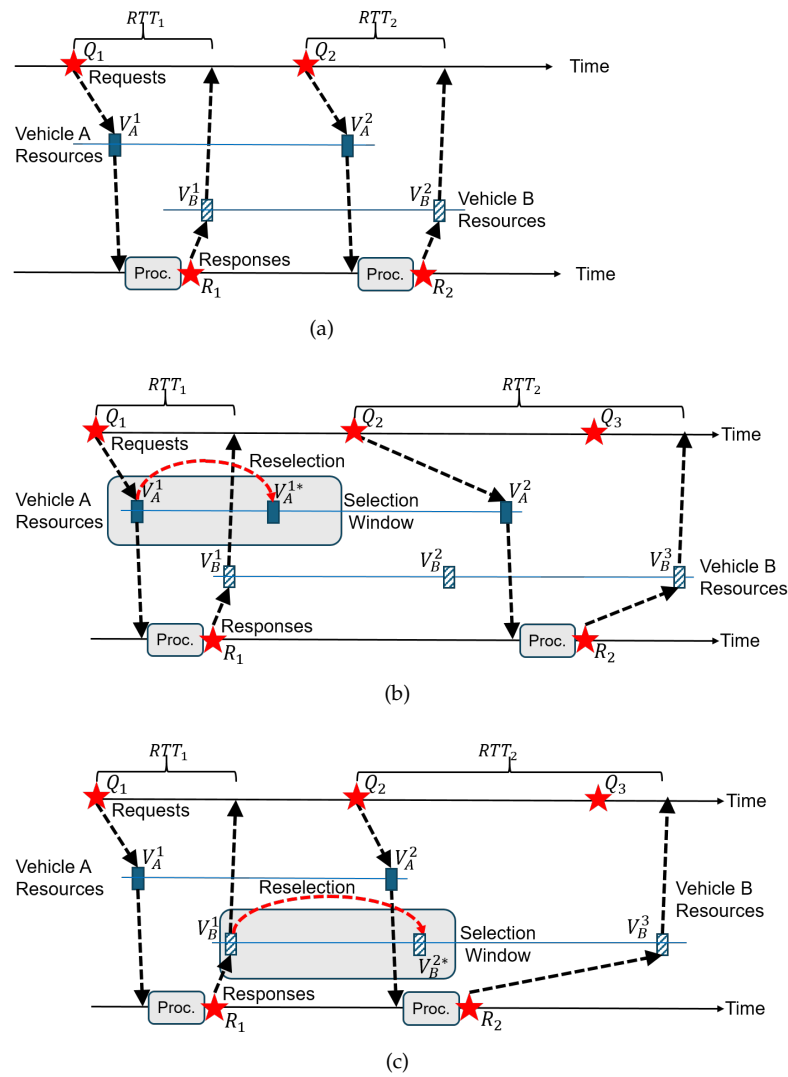 RTT₁
RTT₂
Q₁
Q₂
Requests
Time
Vehicle A
Resources
V_A^1
V_A^2
V_B^1
V_B^2
Vehicle B
Resources
Responses
Proc.
Proc.
Time
R₁
R₂
(a)
RTT₁
RTT₂
Q₁
Q₂
Q₃
Requests
Time
Reselection
Vehicle A
Resources
V_A^1
V_A^{1*}
Selection
Window
V_A^2
V_B^1
V_B^2
V_B^3
Vehicle B
Resources
Responses
Proc.
Proc.
Time
R₁
R₂
(b)
RTT₁
RTT₂
Q₁
Q₂
Q₃
Requests
Time
Vehicle A
Resources
V_A^1
V_A^2
Reselection
Vehicle B
Resources
V_B^1
V_B^{2*}
Selection
Window
V_B^3
Responses
Proc.
Proc.
Time
R₁
R₂
(c)